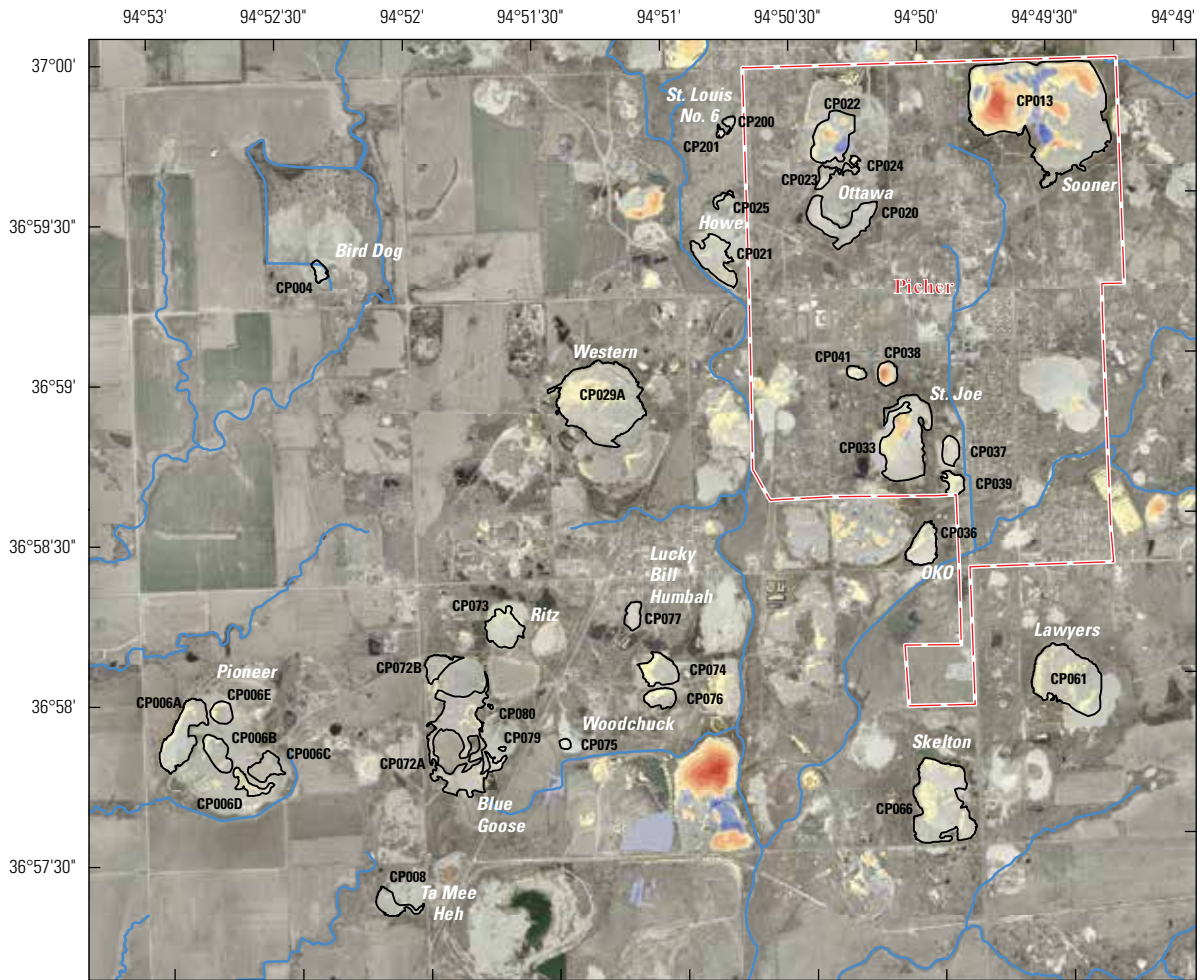 94°53'
94°52'30"
94°52'
94°51'30"
94°51'
94°50'30"
94°50'
94°49'30"
94°49'
37°00'
36°59'30"
36°59'
36°58'30"
36°58'
36°57'30"
St. Louis
No. 6
CP200
CP201
CP022
CP013
CP024
CP023
Ottawa
CP020
Sooner
CP025
Howe
CP021
Bird Dog
CP004
Picher
Western
CP029A
CP041
CP038
St. Joe
CP033
CP037
CP039
CP036
OKO
Lucky
Bill
Humbah
CP077
CP073
Ritz
CP072B
CP074
CP076
Lawyers
CP061
Pioneer
CP006A
CP006E
CP006B
CP006C
CP006D
CP080
CP079
CP072A
Woodchuck
CP075
Blue
Goose
Skelton
CP066
CP008
Ta Mee
Heh